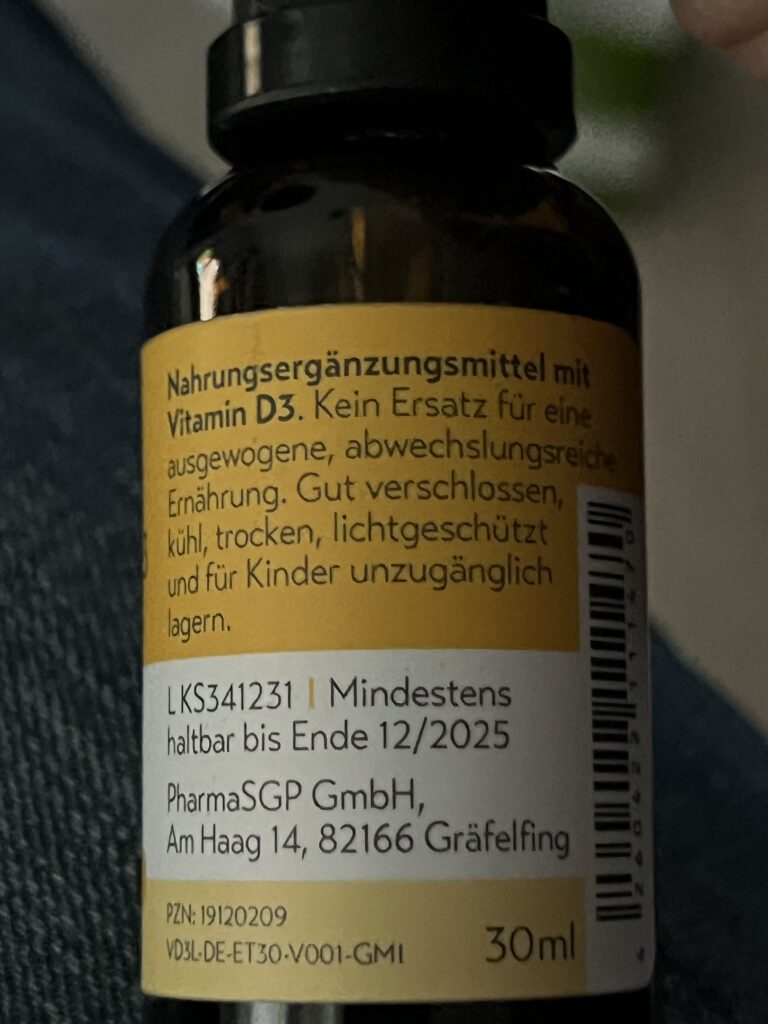 Nahrungsergänzungsmittel mit
Vitamin D3. Kein Ersatz für eine
ausgewogene, abwechslungsreiche
Ernährung. Gut verschlossen,
kühl, trocken, lichtgeschützt
und für Kinder unzugänglich
lagern.
LKS341231 | Mindestens
haltbar bis Ende 12/2025
PharmaSGP GmbH,
Am Haag 14, 82166 Gräfelfing
PZN: 19120209
VD3L-DE-ET30-V001-GMI
30ml